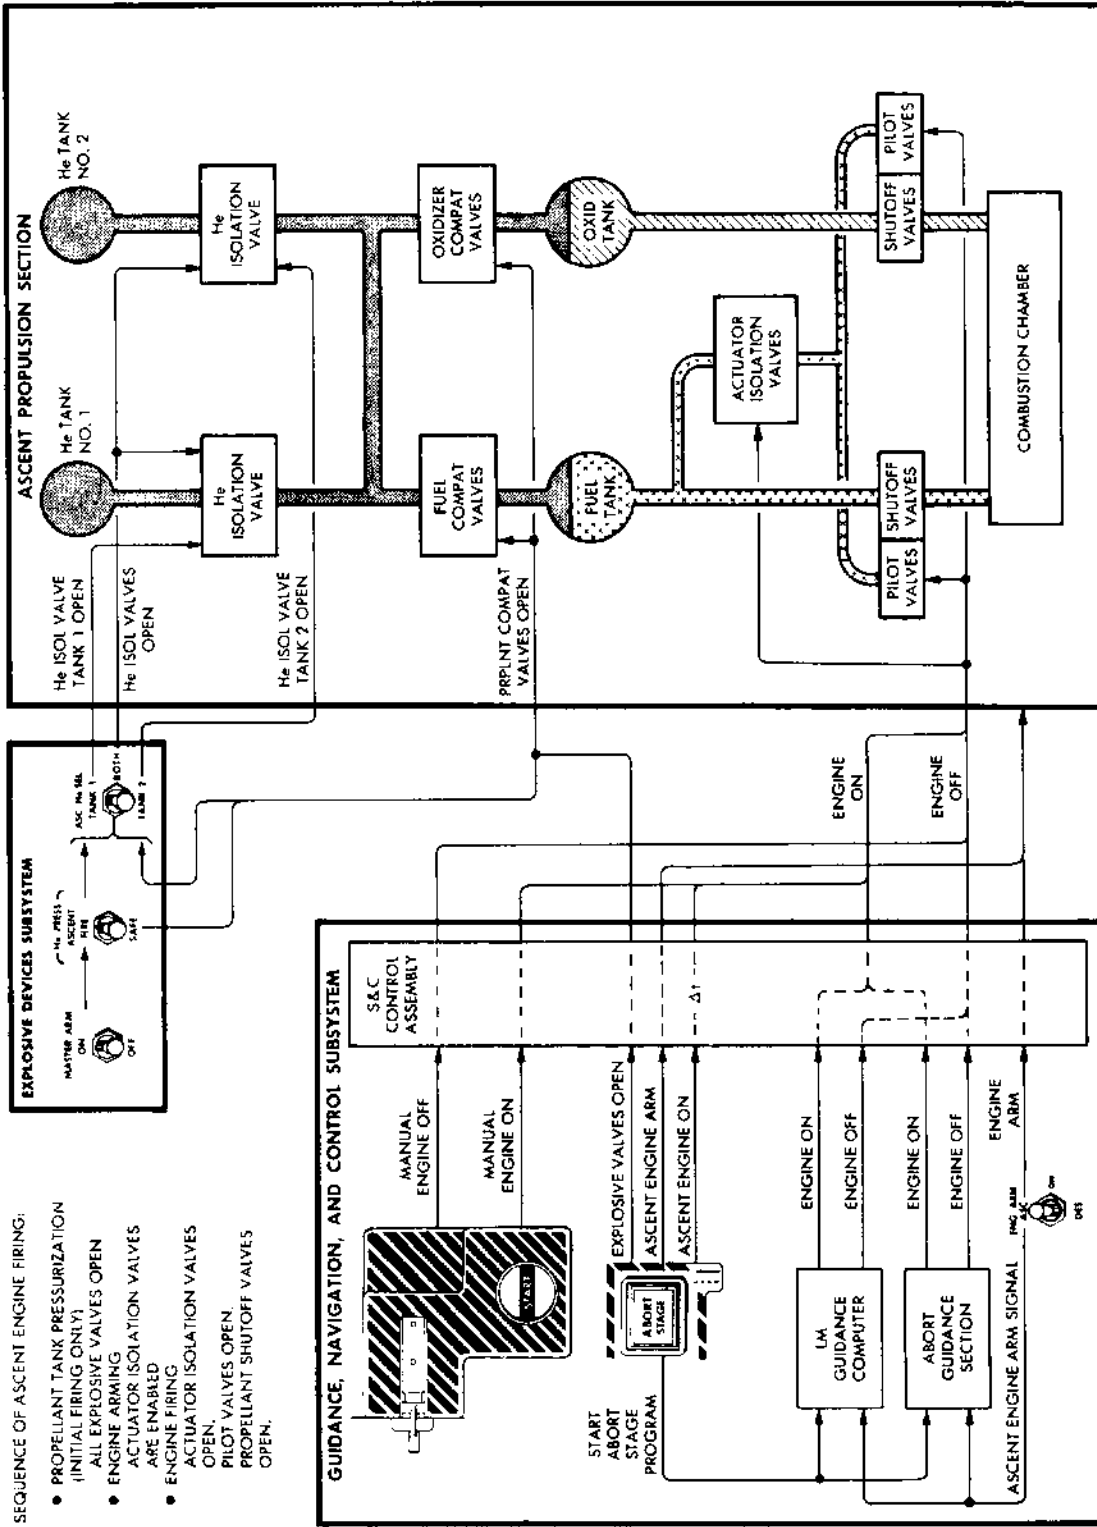 SEQUENCE OF ASCENT ENGINE FIRING:
● PROPELLANT TANK PRESSURIZATION
(INITIAL FIRING ONLY)
ALL EXPLOSIVE VALVES OPEN
● ENGINE ARMING
ACTUATOR ISOLATION VALVES
ARE ENABLED
● ENGINE FIRING
ACTUATOR ISOLATION VALVES
OPEN.
PILOT VALVES OPEN.
PROPELLANT SHUTOFF VALVES
OPEN.
EXPLOSIVE DEVICES SUBSYSTEM
MASTER ARM
ON
OFF
He PRESS
ASCENT
FIRE
SAFE
ASC He SEL
TANK 1
BOTH
TANK 2
ASCENT PROPULSION SECTION
He ISOL VALVE
TANK 1 OPEN
He ISOL VALVES
OPEN
He ISOL VALVE
TANK 2 OPEN
PRPLNT COMPAT
VALVES OPEN
He TANK
NO. 1
He TANK
NO. 2
He
ISOLATION
VALVE
He
ISOLATION
VALVE
FUEL
COMPAT
VALVES
OXIDIZER
COMPAT
VALVES
FUEL
TANK
OXID
TANK
ACTUATOR
ISOLATION
VALVES
PILOT
VALVES
SHUTOFF
VALVES
SHUTOFF
VALVES
PILOT
VALVES
COMBUSTION CHAMBER
GUIDANCE, NAVIGATION, AND CONTROL SUBSYSTEM
S&C
CONTROL
ASSEMBLY
START
MANUAL
ENGINE OFF
MANUAL
ENGINE ON
START
ABORT
STAGE
PROGRAM
ABORT
STAGE
EXPLOSIVE VALVES OPEN
ASCENT ENGINE ARM
ASCENT ENGINE ON
Δt
LM
GUIDANCE
COMPUTER
ENGINE ON
ENGINE OFF
ABORT
GUIDANCE
SECTION
ENGINE ON
ENGINE OFF
ENGINE
ON
ENGINE
OFF
ASCENT ENGINE ARM SIGNAL
ENG ARM
ASC
ON
DES
ENGINE
ARM